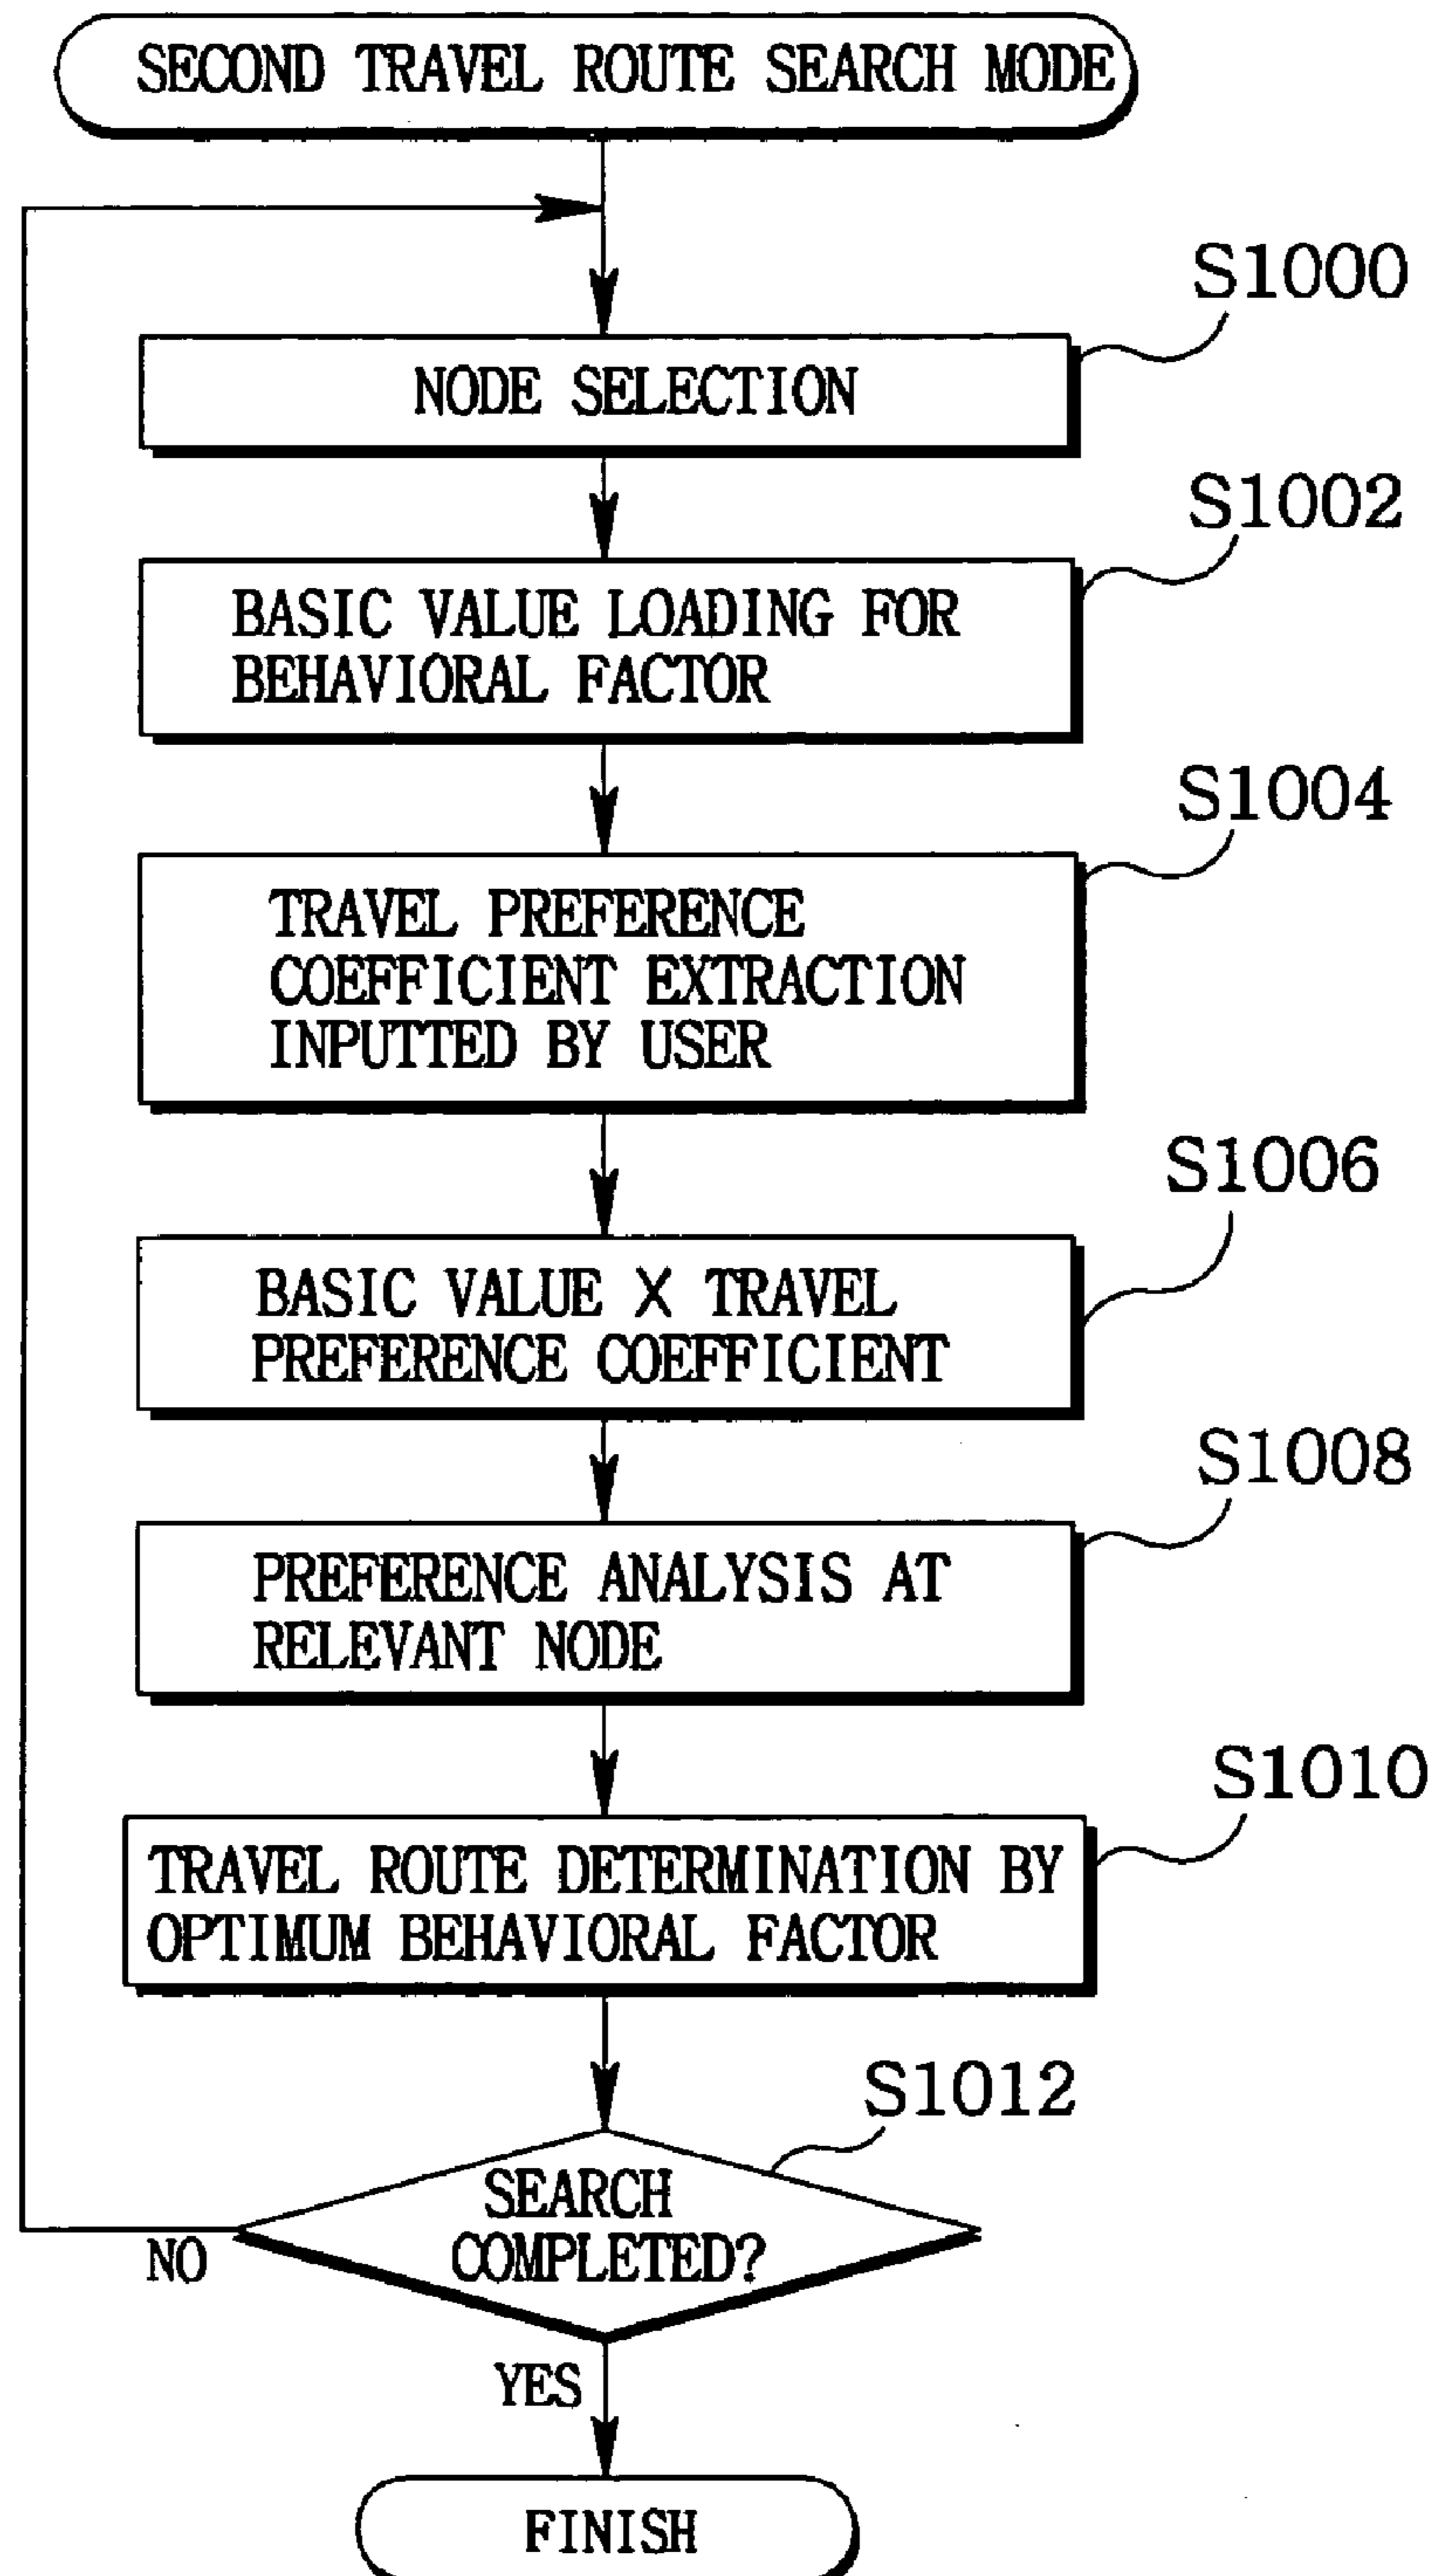 SECOND TRAVEL ROUTE SEARCH MODE
S1000
NODE SELECTION
S1002
BASIC VALUE LOADING FOR
BEHAVIORAL FACTOR
S1004
TRAVEL PREFERENCE
COEFFICIENT EXTRACTION
INPUTTED BY USER
S1006
BASIC VALUE X TRAVEL
PREFERENCE COEFFICIENT
S1008
PREFERENCE ANALYSIS AT
RELEVANT NODE
S1010
TRAVEL ROUTE DETERMINATION BY
OPTIMUM BEHAVIORAL FACTOR
S1012
SEARCH
COMPLETED?
NO
YES
FINISH